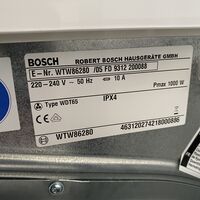 BOSCH ROBERT BOSCH HAUSGERÄTE GMBH
E-Nr. WTW86280 /05 FD 9312 200088
220-240 V ~ 50 Hz 10 A Pmax 1000 W
Type WDT65 IPX4
WTW86280 463120274218000886